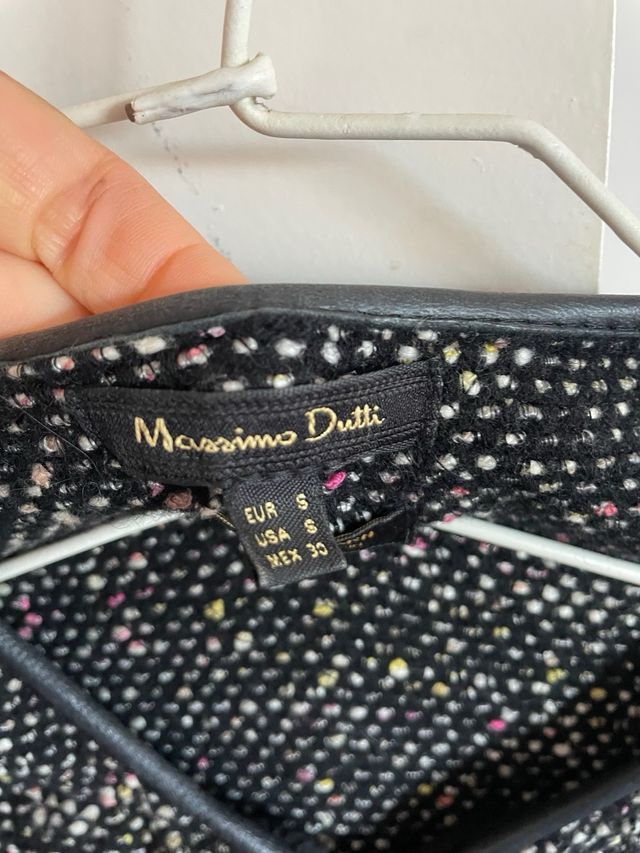 Massimo Dutti
EUR S
USA S
MEX 30